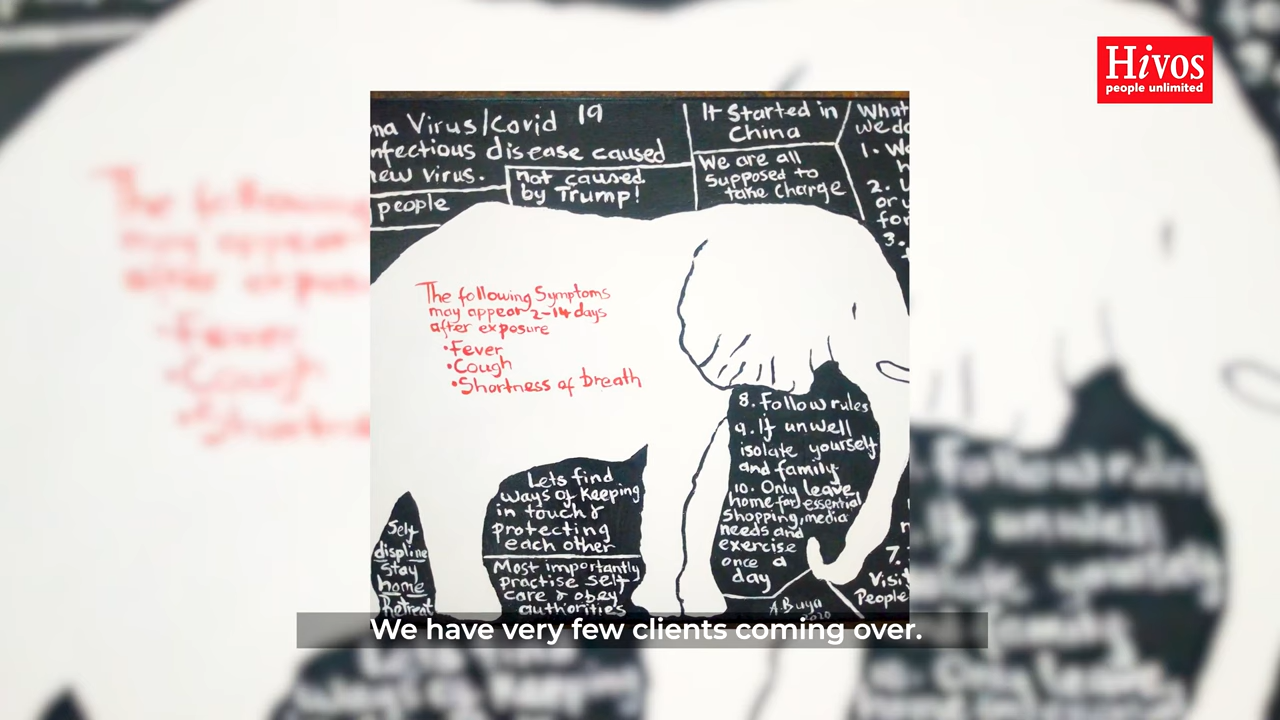 Hivos
people unlimited
na Virus/Covid 19
nfectious disease caused
new virus.
people
Not caused
by Trump!
It started in
China
We are all
supposed to
take Charge
What
we do
1. W
2. U
or y
for
3.
The following Symptoms
may appear 2-14 days
after exposure
•Fever
•Cough
•Shortness of breath
8. Follow rules
9. If unwell
isolate yourself
and family
10. Only leave
home for essential
Shopping, media
needs and
exercise
once a
day
Lets find
ways of Keeping
in touch &
protecting
each other
Most importantly
practise self
care & obey
authorities
Self
displine
Stay
home
Retreat
7.
Visi
People
A.Buya
2020
We have very few clients coming over.